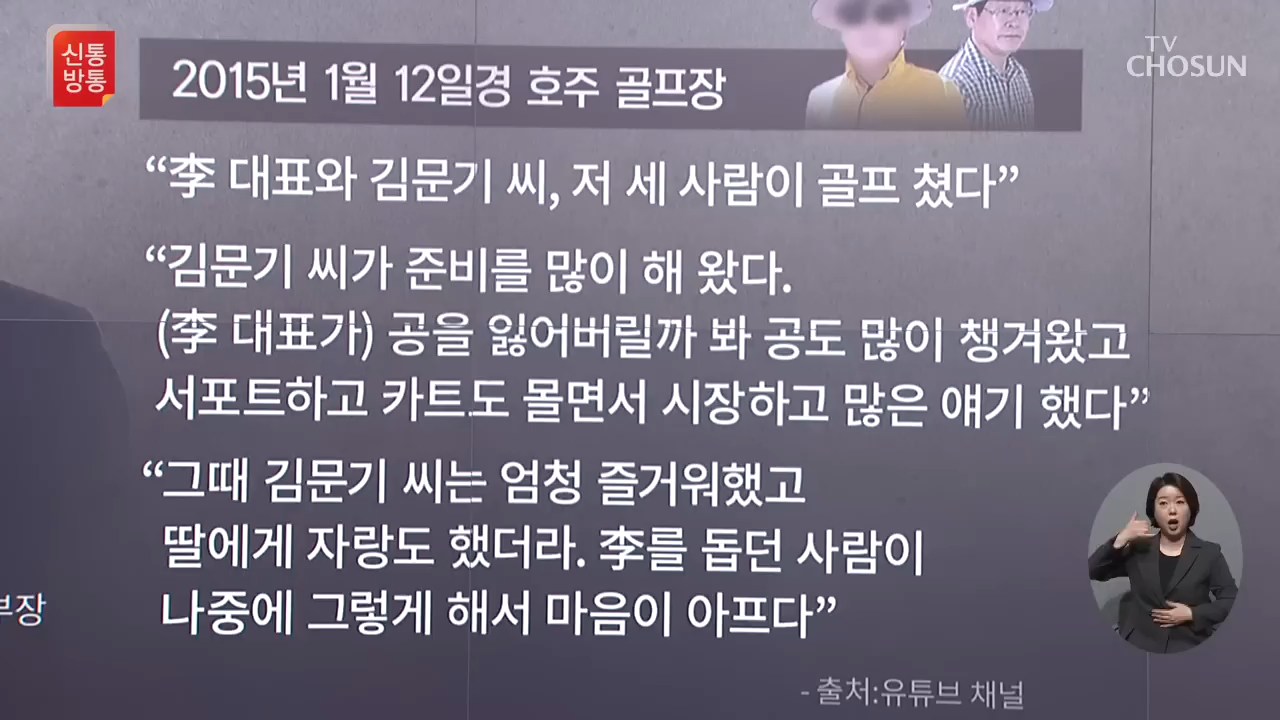 신통
방통
TV
CHOSUN
2015년 1월 12일경 호주 골프장
“李 대표와 김문기 씨, 저 세 사람이 골프 쳤다”
“김문기 씨가 준비를 많이 해 왔다.
(李 대표가) 공을 잃어버릴까 봐 공도 많이 챙겨왔고
서포트하고 카트도 몰면서 시장하고 많은 얘기 했다”
“그때 김문기 씨는 엄청 즐거워했고
딸에게 자랑도 했더라. 李를 돕던 사람이
나중에 그렇게 해서 마음이 아프다”
부장
- 출처:유튜브 채널